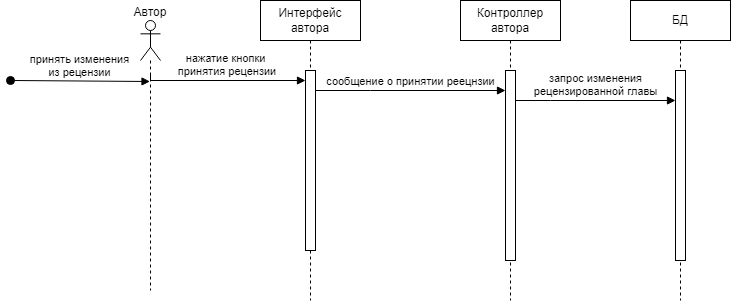 Автор
Интерфейс
автора
Контроллер
автора
БД
принять изменения
из рецензии
нажатие кнопки
принятия рецензии
сообщение о принятии реецнзии
запрос изменения
рецензированной главы